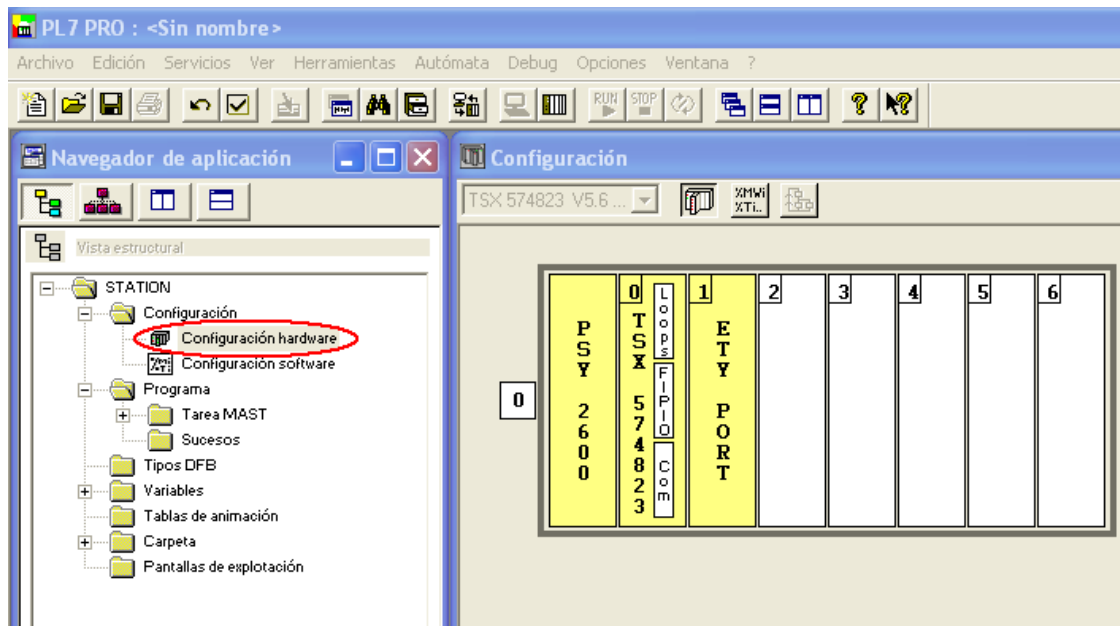 PL7 PRO : <Sin nombre>
Archivo Edición Servicios Ver Herramientas Autómata Debug Opciones Ventana ?
RUN STOP
Navegador de aplicación
Configuración
TSX 574823 V5.6 ...
%MWi
%Ti..
Vista estructural
STATION
Configuración
Configuración hardware
Configuración software
Programa
Tarea MAST
Sucesos
Tipos DFB
Variables
Tablas de animación
Carpeta
Pantallas de explotación
0
PSY 2600
0
TSX 574823
Loops
FIPIO
Com
1
ETY PORT
2
3
4
5
6